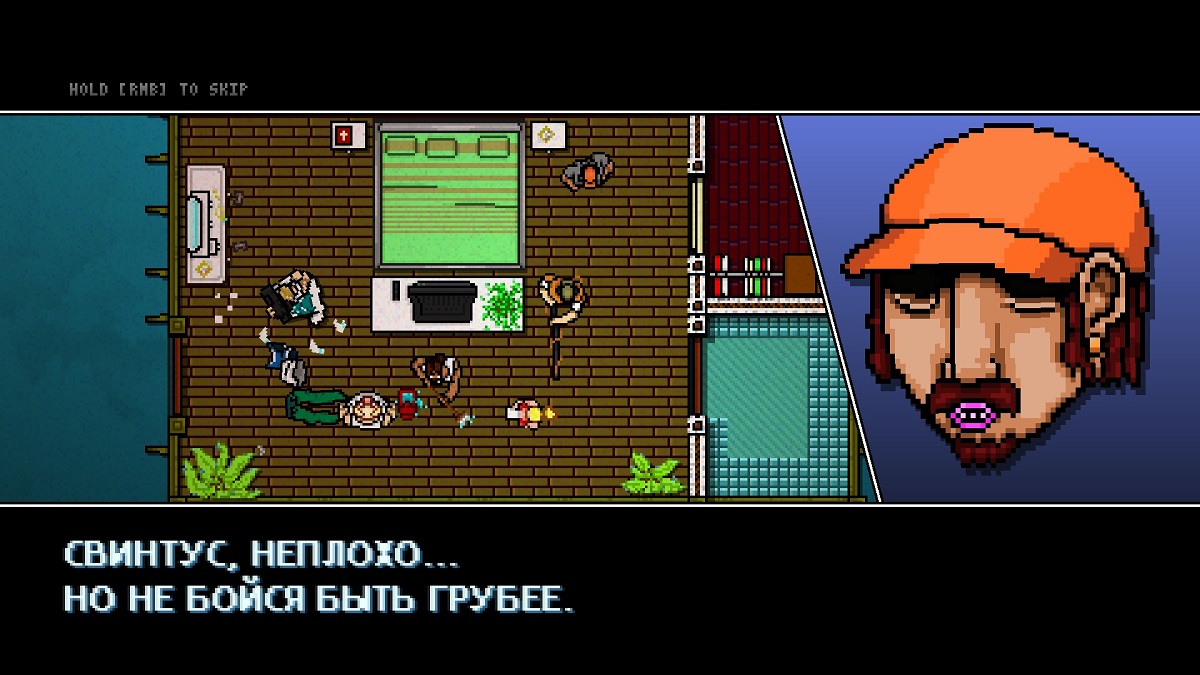 HOLD [RMB] TO SKIP
СВИНТУС, НЕПЛОХО...
НО НЕ БОЙСЯ БЫТЬ ГРУБЕЕ.